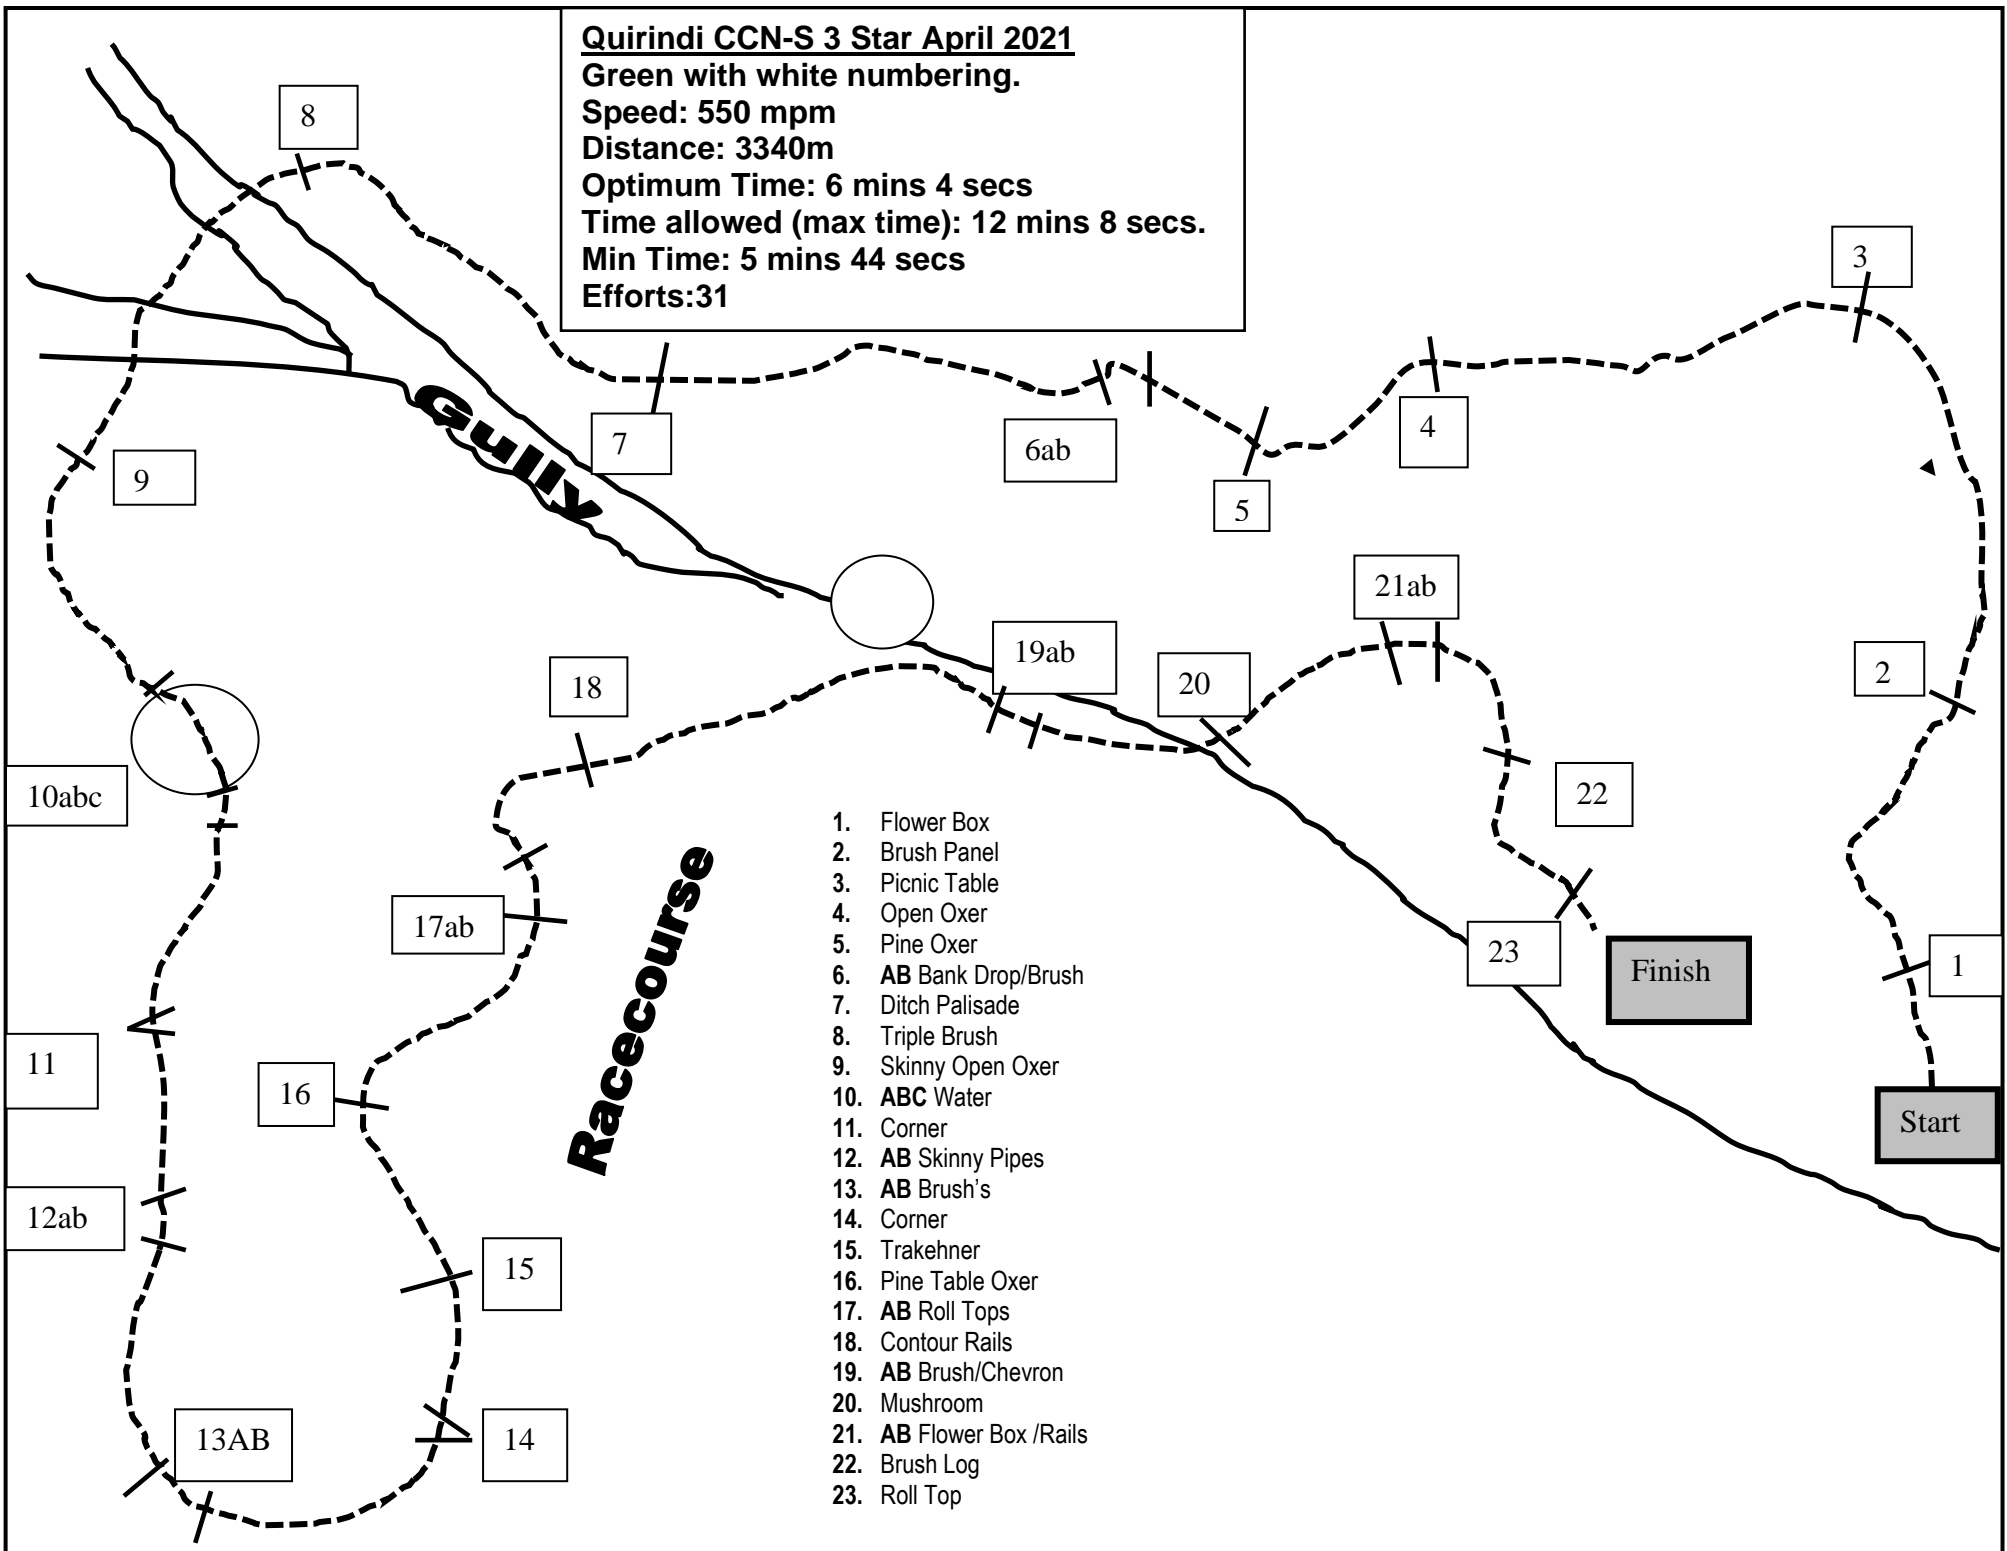 Quirindi CCN-S 3 Star April 2021
Green with white numbering.
Speed: 550 mpm
Distance: 3340m
Optimum Time: 6 mins 4 secs
Time allowed (max time): 12 mins 8 secs.
Min Time: 5 mins 44 secs
Efforts:31
8
3
7
Gully
6ab
4
5
9
21ab
19ab
2
18
20
10abc
22
17ab
Racecourse
23
Finish
1
11
16
Start
12ab
15
13AB
14
1. Flower Box
2. Brush Panel
3. Picnic Table
4. Open Oxer
5. Pine Oxer
6. AB Bank Drop/Brush
7. Ditch Palisade
8. Triple Brush
9. Skinny Open Oxer
10. ABC Water
11. Corner
12. AB Skinny Pipes
13. AB Brush's
14. Corner
15. Trakehner
16. Pine Table Oxer
17. AB Roll Tops
18. Contour Rails
19. AB Brush/Chevron
20. Mushroom
21. AB Flower Box /Rails
22. Brush Log
23. Roll Top